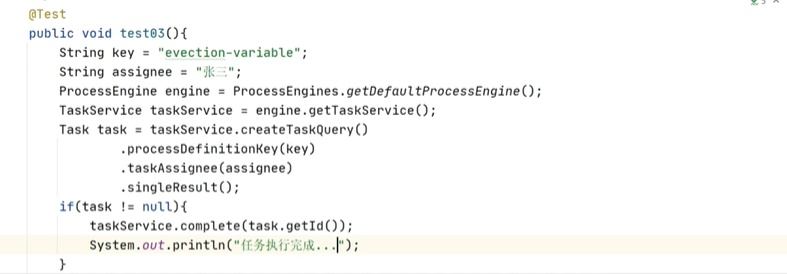 @Test
public void test03(){
    String key = "evection-variable";
    String assignee = "张三";
    ProcessEngine engine = ProcessEngines.getDefaultProcessEngine();
    TaskService taskService = engine.getTaskService();
    Task task = taskService.createTaskQuery()
            .processDefinitionKey(key)
            .taskAssignee(assignee)
            .singleResult();
    if(task != null){
        taskService.complete(task.getId());
        System.out.println("任务执行完成...");
    }